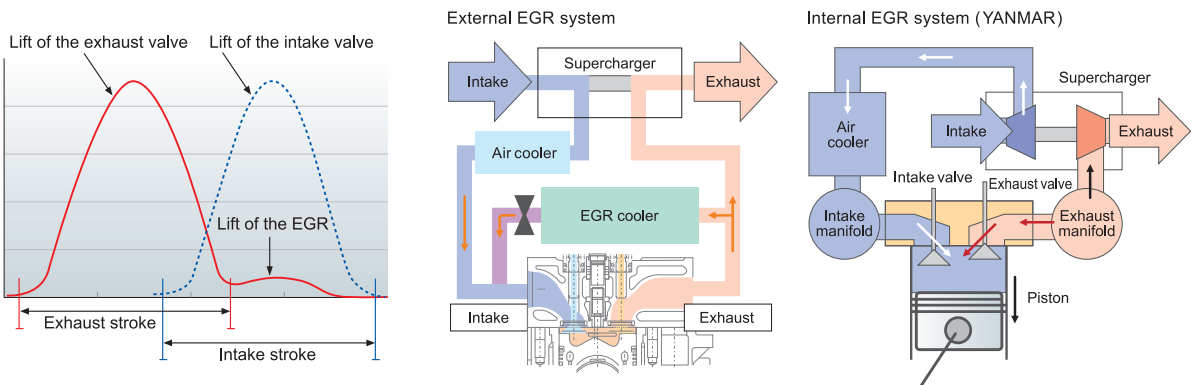 Lift of the exhaust valve
Lift of the intake valve
Lift of the EGR
Exhaust stroke
Intake stroke
External EGR system
Supercharger
Intake
Exhaust
Air cooler
EGR cooler
Intake
Exhaust
Internal EGR system (YANMAR)
Supercharger
Air
cooler
Intake
Exhaust
Intake valve
Exhaust valve
Intake
manifold
Exhaust
manifold
Piston